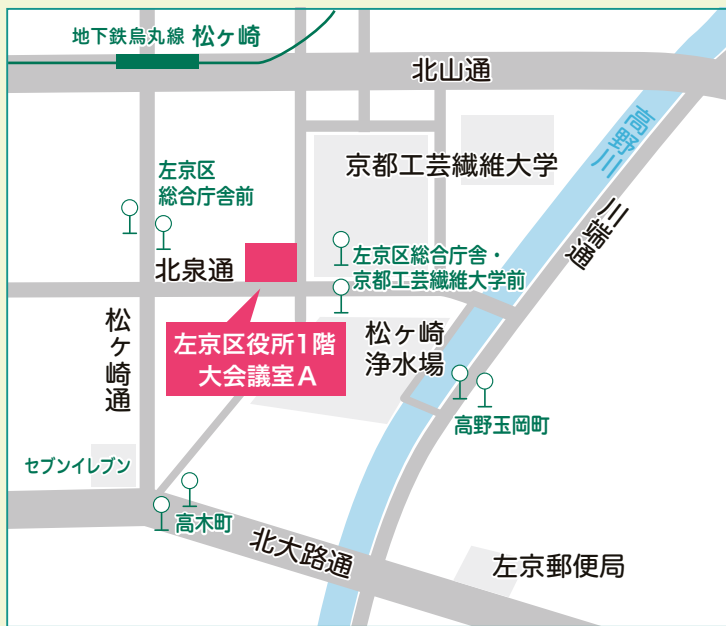 地下鉄烏丸線 松ヶ崎
北山通
高野川
左京区
総合庁舎前
京都工芸繊維大学
川端通
北泉通
左京区総合庁舎・
京都工芸繊維大学前
松ヶ崎通
左京区役所1階
大会議室A
松ヶ崎
浄水場
高野玉岡町
セブンイレブン
高木町
北大路通
左京郵便局